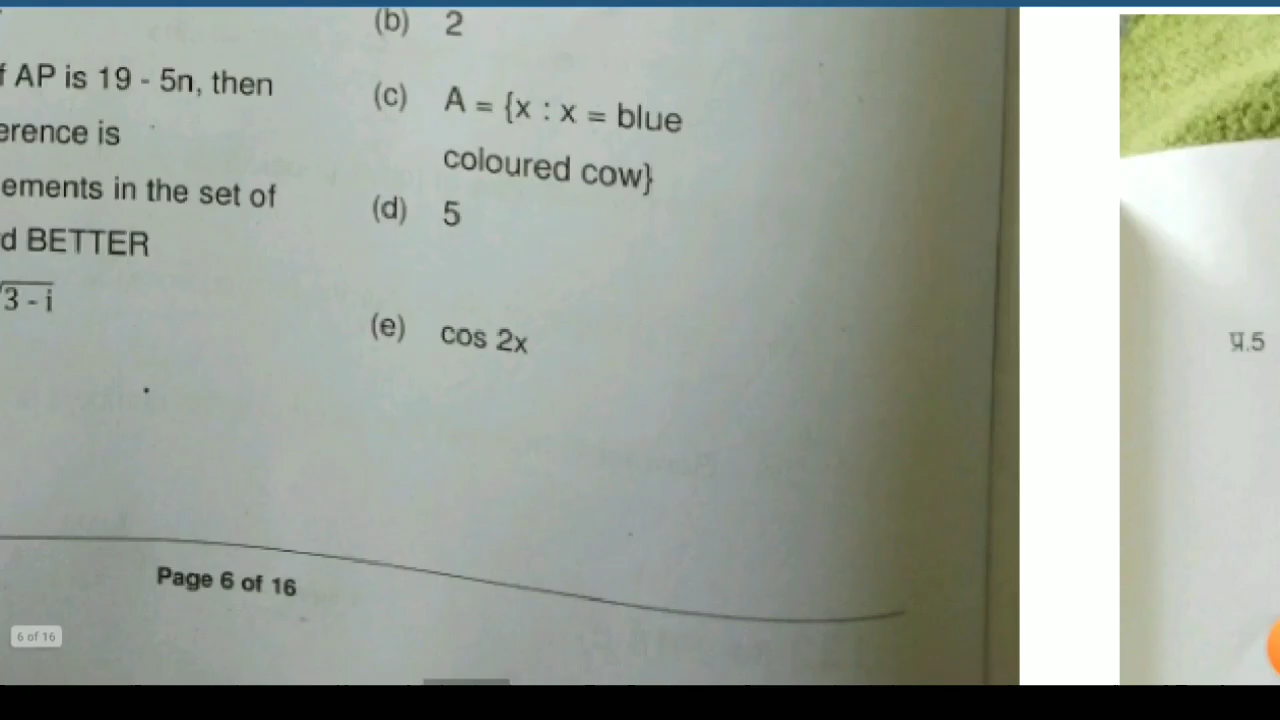 (b) 2
f AP is 19 - 5n, then
(c) A = {x : x = blue
erence is
coloured cow}
ements in the set of
(d) 5
d BETTER
√3 - i
(e) cos 2x
प्र.5
Page 6 of 16
6 of 16